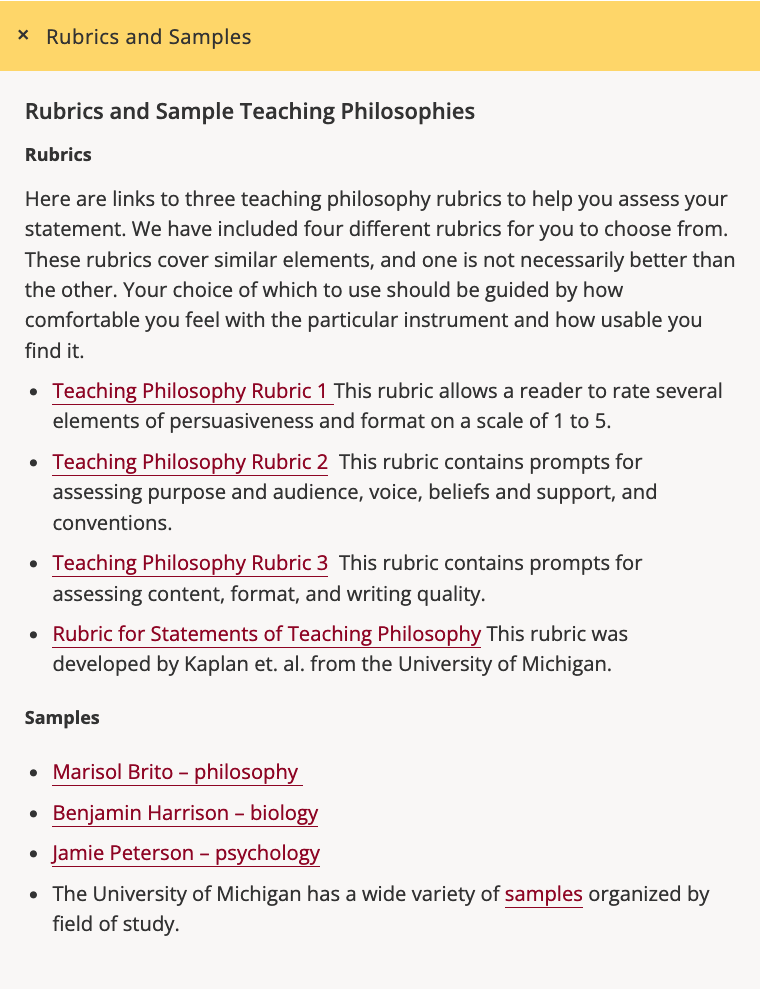 × Rubrics and Samples
Rubrics and Sample Teaching Philosophies
Rubrics
Here are links to three teaching philosophy rubrics to help you assess your
statement. We have included four different rubrics for you to choose from.
These rubrics cover similar elements, and one is not necessarily better than
the other. Your choice of which to use should be guided by how
comfortable you feel with the particular instrument and how usable you
find it.
• Teaching Philosophy Rubric 1 This rubric allows a reader to rate several
elements of persuasiveness and format on a scale of 1 to 5.
• Teaching Philosophy Rubric 2 This rubric contains prompts for
assessing purpose and audience, voice, beliefs and support, and
conventions.
• Teaching Philosophy Rubric 3 This rubric contains prompts for
assessing content, format, and writing quality.
• Rubric for Statements of Teaching Philosophy This rubric was
developed by Kaplan et. al. from the University of Michigan.
Samples
• Marisol Brito – philosophy
• Benjamin Harrison – biology
• Jamie Peterson – psychology
• The University of Michigan has a wide variety of samples organized by
field of study.